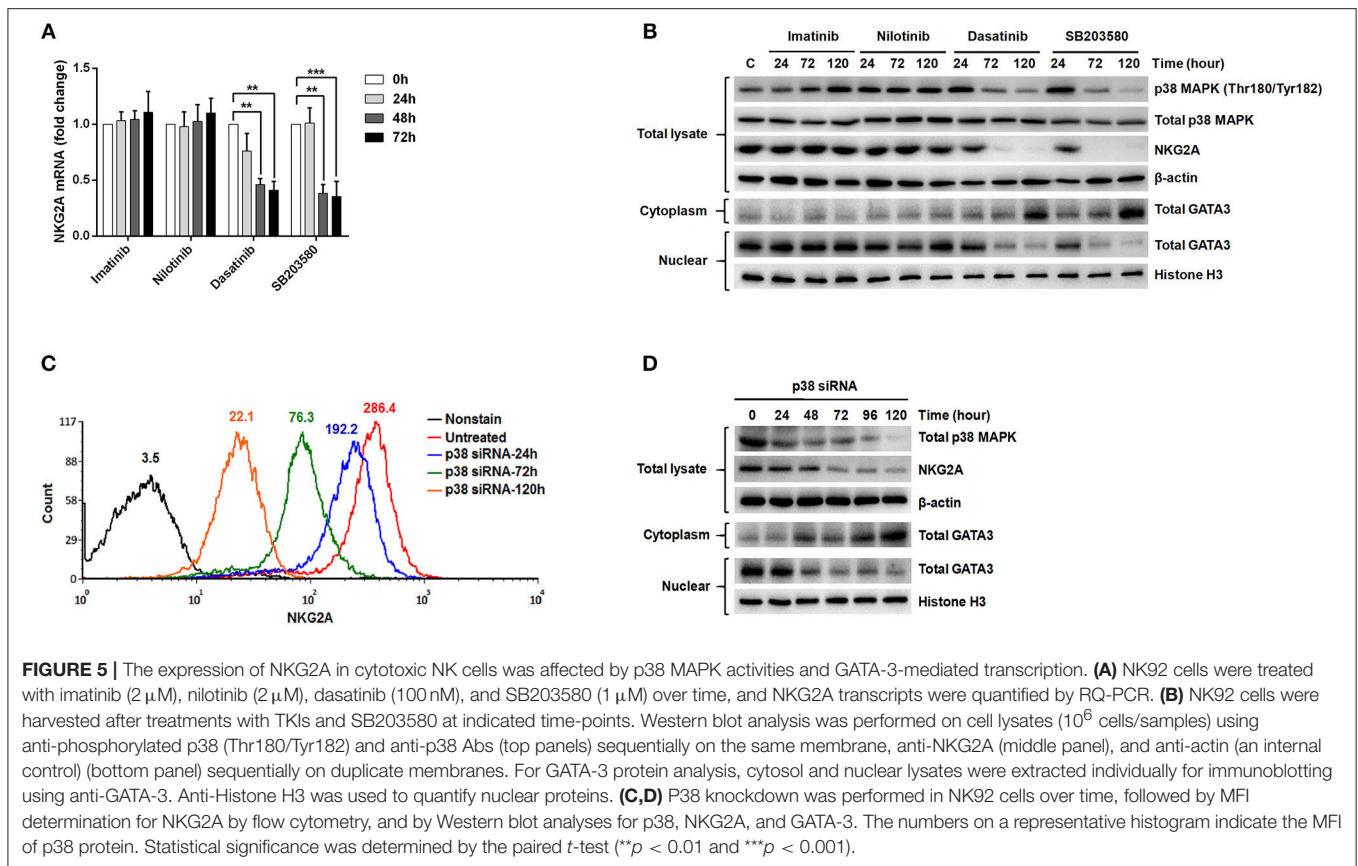 A
NKG2A mRNA (fold change)
1.5
1.0
0.5
0.0
**
**
***
**
0h
24h
48h
72h
Imatinib
Nilotinib
Dasatinib
SB203580
B
Imatinib Nilotinib Dasatinib SB203580
C 24 72 120 24 72 120 24 72 120 24 72 120 Time (hour)
Total lysate
p38 MAPK (Thr180/Tyr182)
Total p38 MAPK
NKG2A
β-actin
Cytoplasm
Total GATA3
Nuclear
Total GATA3
Histone H3
C
Count
117
88
59
29
0
3.5
22.1
76.3
192.2
286.4
Nonstain
Untreated
p38 siRNA-24h
p38 siRNA-72h
p38 siRNA-120h
10⁰ 10¹ 10² 10³ 10⁴
NKG2A
D
p38 siRNA
0 24 48 72 96 120 Time (hour)
Total lysate
Total p38 MAPK
NKG2A
β-actin
Cytoplasm
Total GATA3
Nuclear
Total GATA3
Histone H3
FIGURE 5 | The expression of NKG2A in cytotoxic NK cells was affected by p38 MAPK activities and GATA-3-mediated transcription. (A) NK92 cells were treated
with imatinib (2 μM), nilotinib (2 μM), dasatinib (100 nM), and SB203580 (1 μM) over time, and NKG2A transcripts were quantified by RQ-PCR. (B) NK92 cells were
harvested after treatments with TKIs and SB203580 at indicated time-points. Western blot analysis was performed on cell lysates (10⁶ cells/samples) using
anti-phosphorylated p38 (Thr180/Tyr182) and anti-p38 Abs (top panels) sequentially on the same membrane, anti-NKG2A (middle panel), and anti-actin (an internal
control) (bottom panel) sequentially on duplicate membranes. For GATA-3 protein analysis, cytosol and nuclear lysates were extracted individually for immunoblotting
using anti-GATA-3. Anti-Histone H3 was used to quantify nuclear proteins. (C,D) P38 knockdown was performed in NK92 cells over time, followed by MFI
determination for NKG2A by flow cytometry, and by Western blot analyses for p38, NKG2A, and GATA-3. The numbers on a representative histogram indicate the MFI
of p38 protein. Statistical significance was determined by the paired t-test (**p < 0.01 and ***p < 0.001).